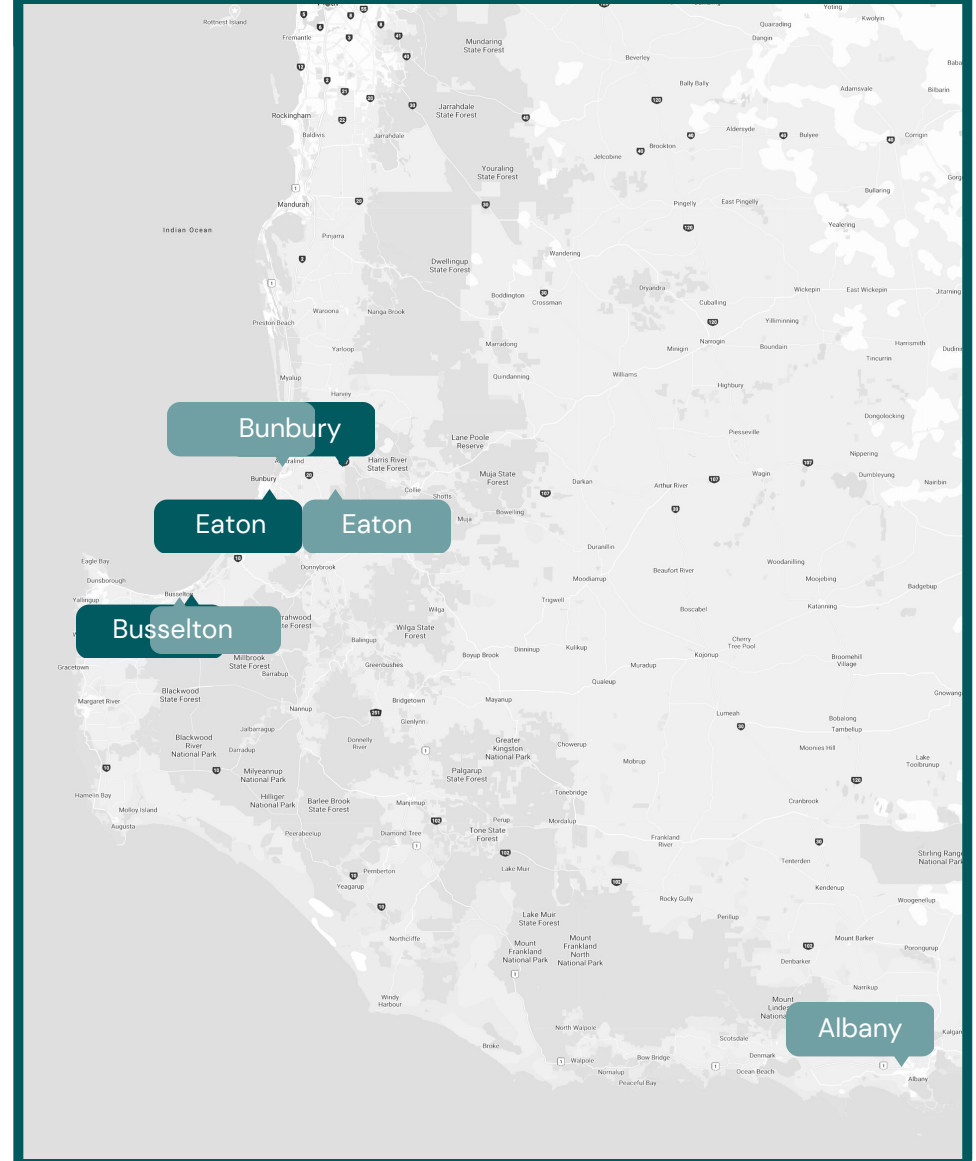 Rottnest Island
Fremantle
Mundaring
State Forest
Quairading
Dangin
Yoting
Kwolyn
Beverley
Bally Bally
Adamsvale
Bilbarin
Rockingham
Baldivis
Jarrahdale
State Forest
Jarrahdale
Aldersyde
Bulyee
Corrigin
Brookton
Jelcobine
Youraling
State Forest
Mandurah
Pingelly
East Pingelly
Bullaring
Yealering
Indian Ocean
Pinjarra
Dwellingup
State Forest
Wandering
Boddington
Crossman
Dryandra
Cuballing
Wickepin
East Wickepin
Preston Beach
Waroona
Nanga Brook
Yilliminning
Yarloop
Marradong
Minigin
Narrogin
Boundain
Harrismith
Tincurrin
Myalup
Quindanning
Williams
Highbury
Harvey
Dongolocking
Bunbury
Lane Poole
Reserve
Piesseville
Nippering
Harris River
State Forest
Muja State
Forest
Bunbury
Collie
Shotts
Darkan
Arthur River
Wagin
Dumbleyung
Nairibin
Eaton
Eaton
Muja
Bowelling
Duranillin
Donnybrook
Eagle Bay
Dunsborough
Yallingup
Busselton
Moodiarrup
Beaufort River
Woodanilling
Moojebing
Badgebup
Trigwell
Boscabel
Katanning
Busselton
Wilga
Wilga State
Forest
Balingup
Greenbushes
Boyup Brook
Dinninup
Kulikup
Muradup
Kojonup
Cherry
Tree Pool
Broomehill
Village
Gracetown
Millbrook
State Forest
Barrabup
Qualeup
Margaret River
Blackwood
State Forest
Nannup
Bridgetown
Mayanup
Lumeah
Bobalong
Tambellup
Glenlynn
Jalbarragup
Blackwood
River
National Park
Darradup
Donnelly
River
Greater
Kingston
National Park
Chowerup
Mobrup
Moonies Hill
Lake
Toolbrunup
Milyeannup
National Park
Palgarup
State Forest
Tonebridge
Hamelin Bay
Hilliger
National Park
Barlee Brook
State Forest
Manjimup
Cranbrook
Molloy Island
Augusta
Peerabeelup
Diamond Tree
Perup
Tone State
Forest
Mordalup
Frankland
River
Tenterden
Stirling Range
National Park
Pemberton
Yeagarup
Lake Muir
Kendenup
Rocky Gully
Woogenellup
Perillup
Lake Muir
State Forest
Northcliffe
Mount
Frankland
National Park
Mount
Frankland
North
National Park
Mount Barker
Porongurup
Denbarker
Narrikup
Windy
Harbour
Albany
North Walpole
Scotsdale
Broke
Walpole
Nornalup
Bow Bridge
Peaceful Bay
Denmark
Ocean Beach
Albany